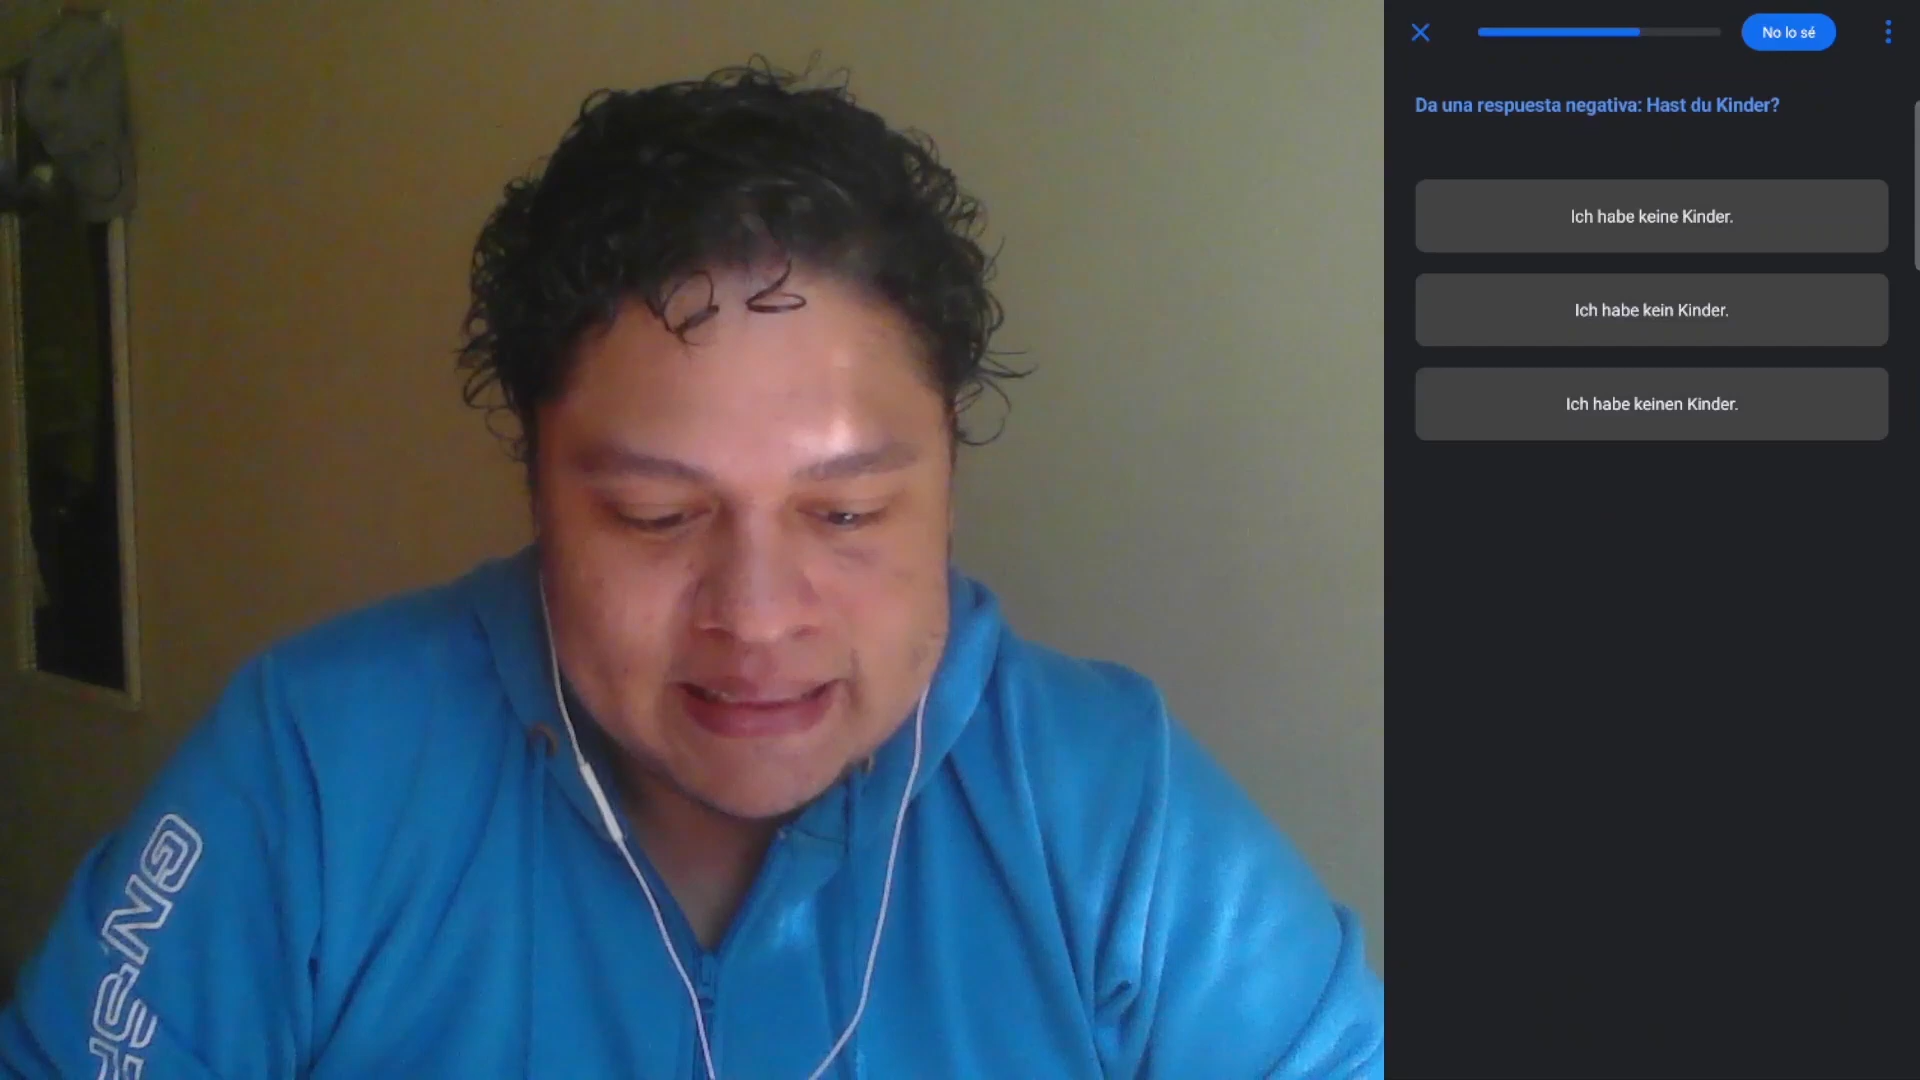 No lo sé
Da una respuesta negativa: Hast du Kinder?
Ich habe keine Kinder.
Ich habe kein Kinder.
Ich habe keinen Kinder.